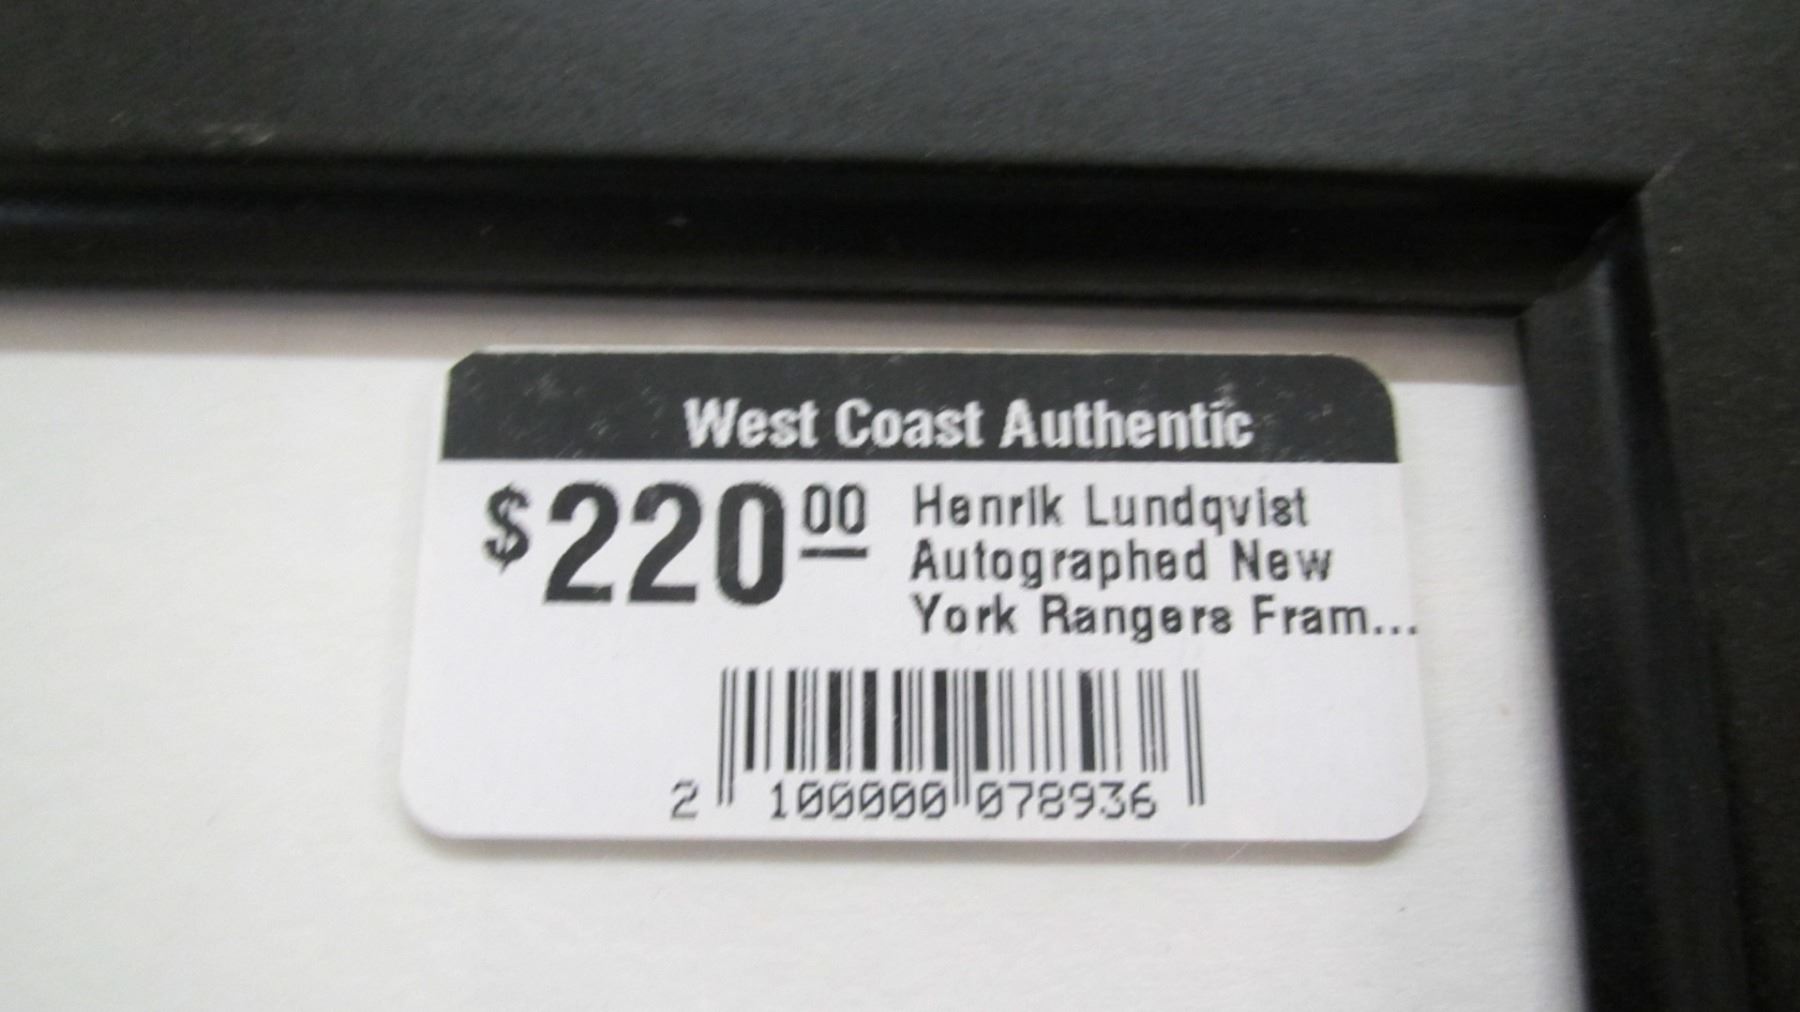 West Coast Authentic
$220 00
Henrik Lundqvist
Autographed New
York Rangers Fram...
2 100000 078936